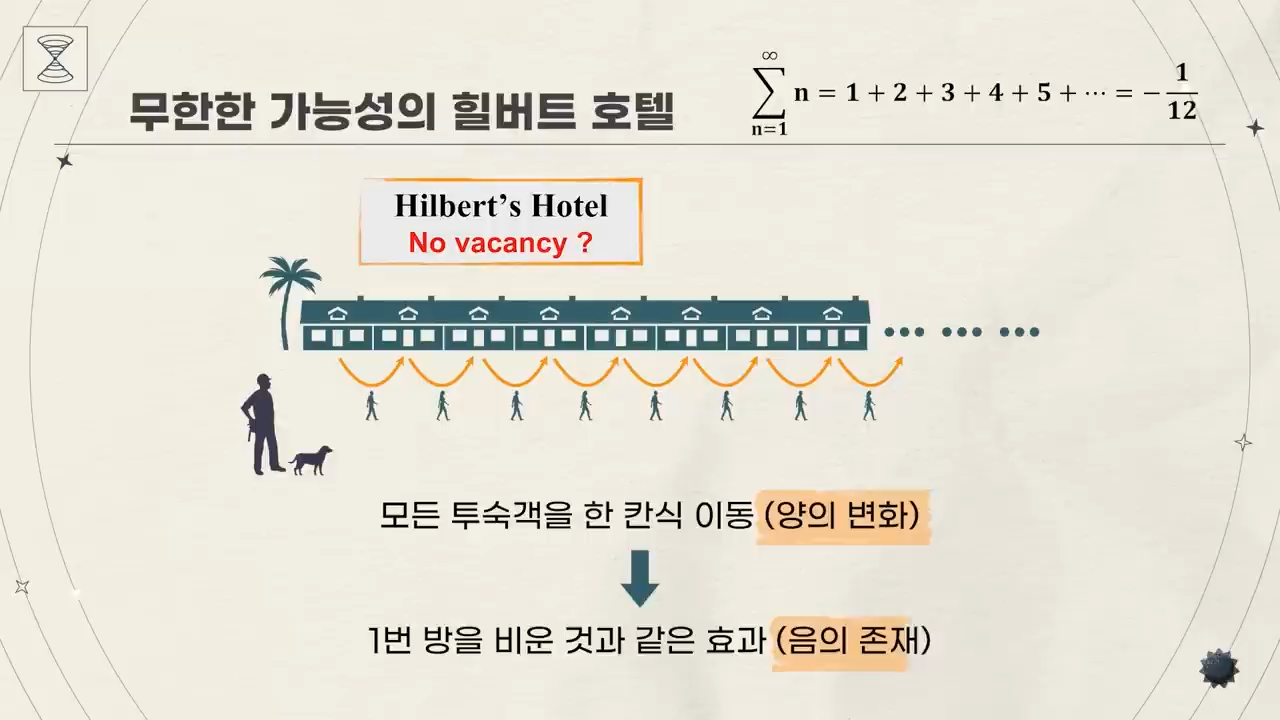 무한한 가능성의 힐버트 호텔
∞
∑ n = 1 + 2 + 3 + 4 + 5 + ⋯ = − 1/12
n=1
Hilbert's Hotel
No vacancy ?
모든 투숙객을 한 칸식 이동 (양의 변화)
1번 방을 비운 것과 같은 효과 (음의 존재)